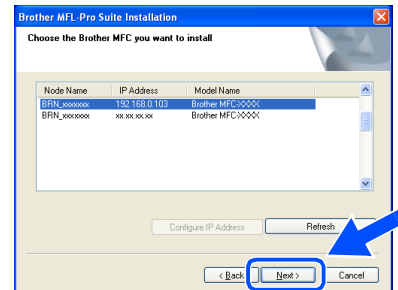 Brother MFL-Pro Suite Installation
Choose the Brother MFC you want to install
Node Name IP Address Model Name
BRN_xxxxxxx 192.168.0.103 Brother MFC-XXXX
BRN_xxxxxxx xx.xx.xx.xx Brother MFC-XXXX
Configure IP Address Refresh
< Back Next > Cancel